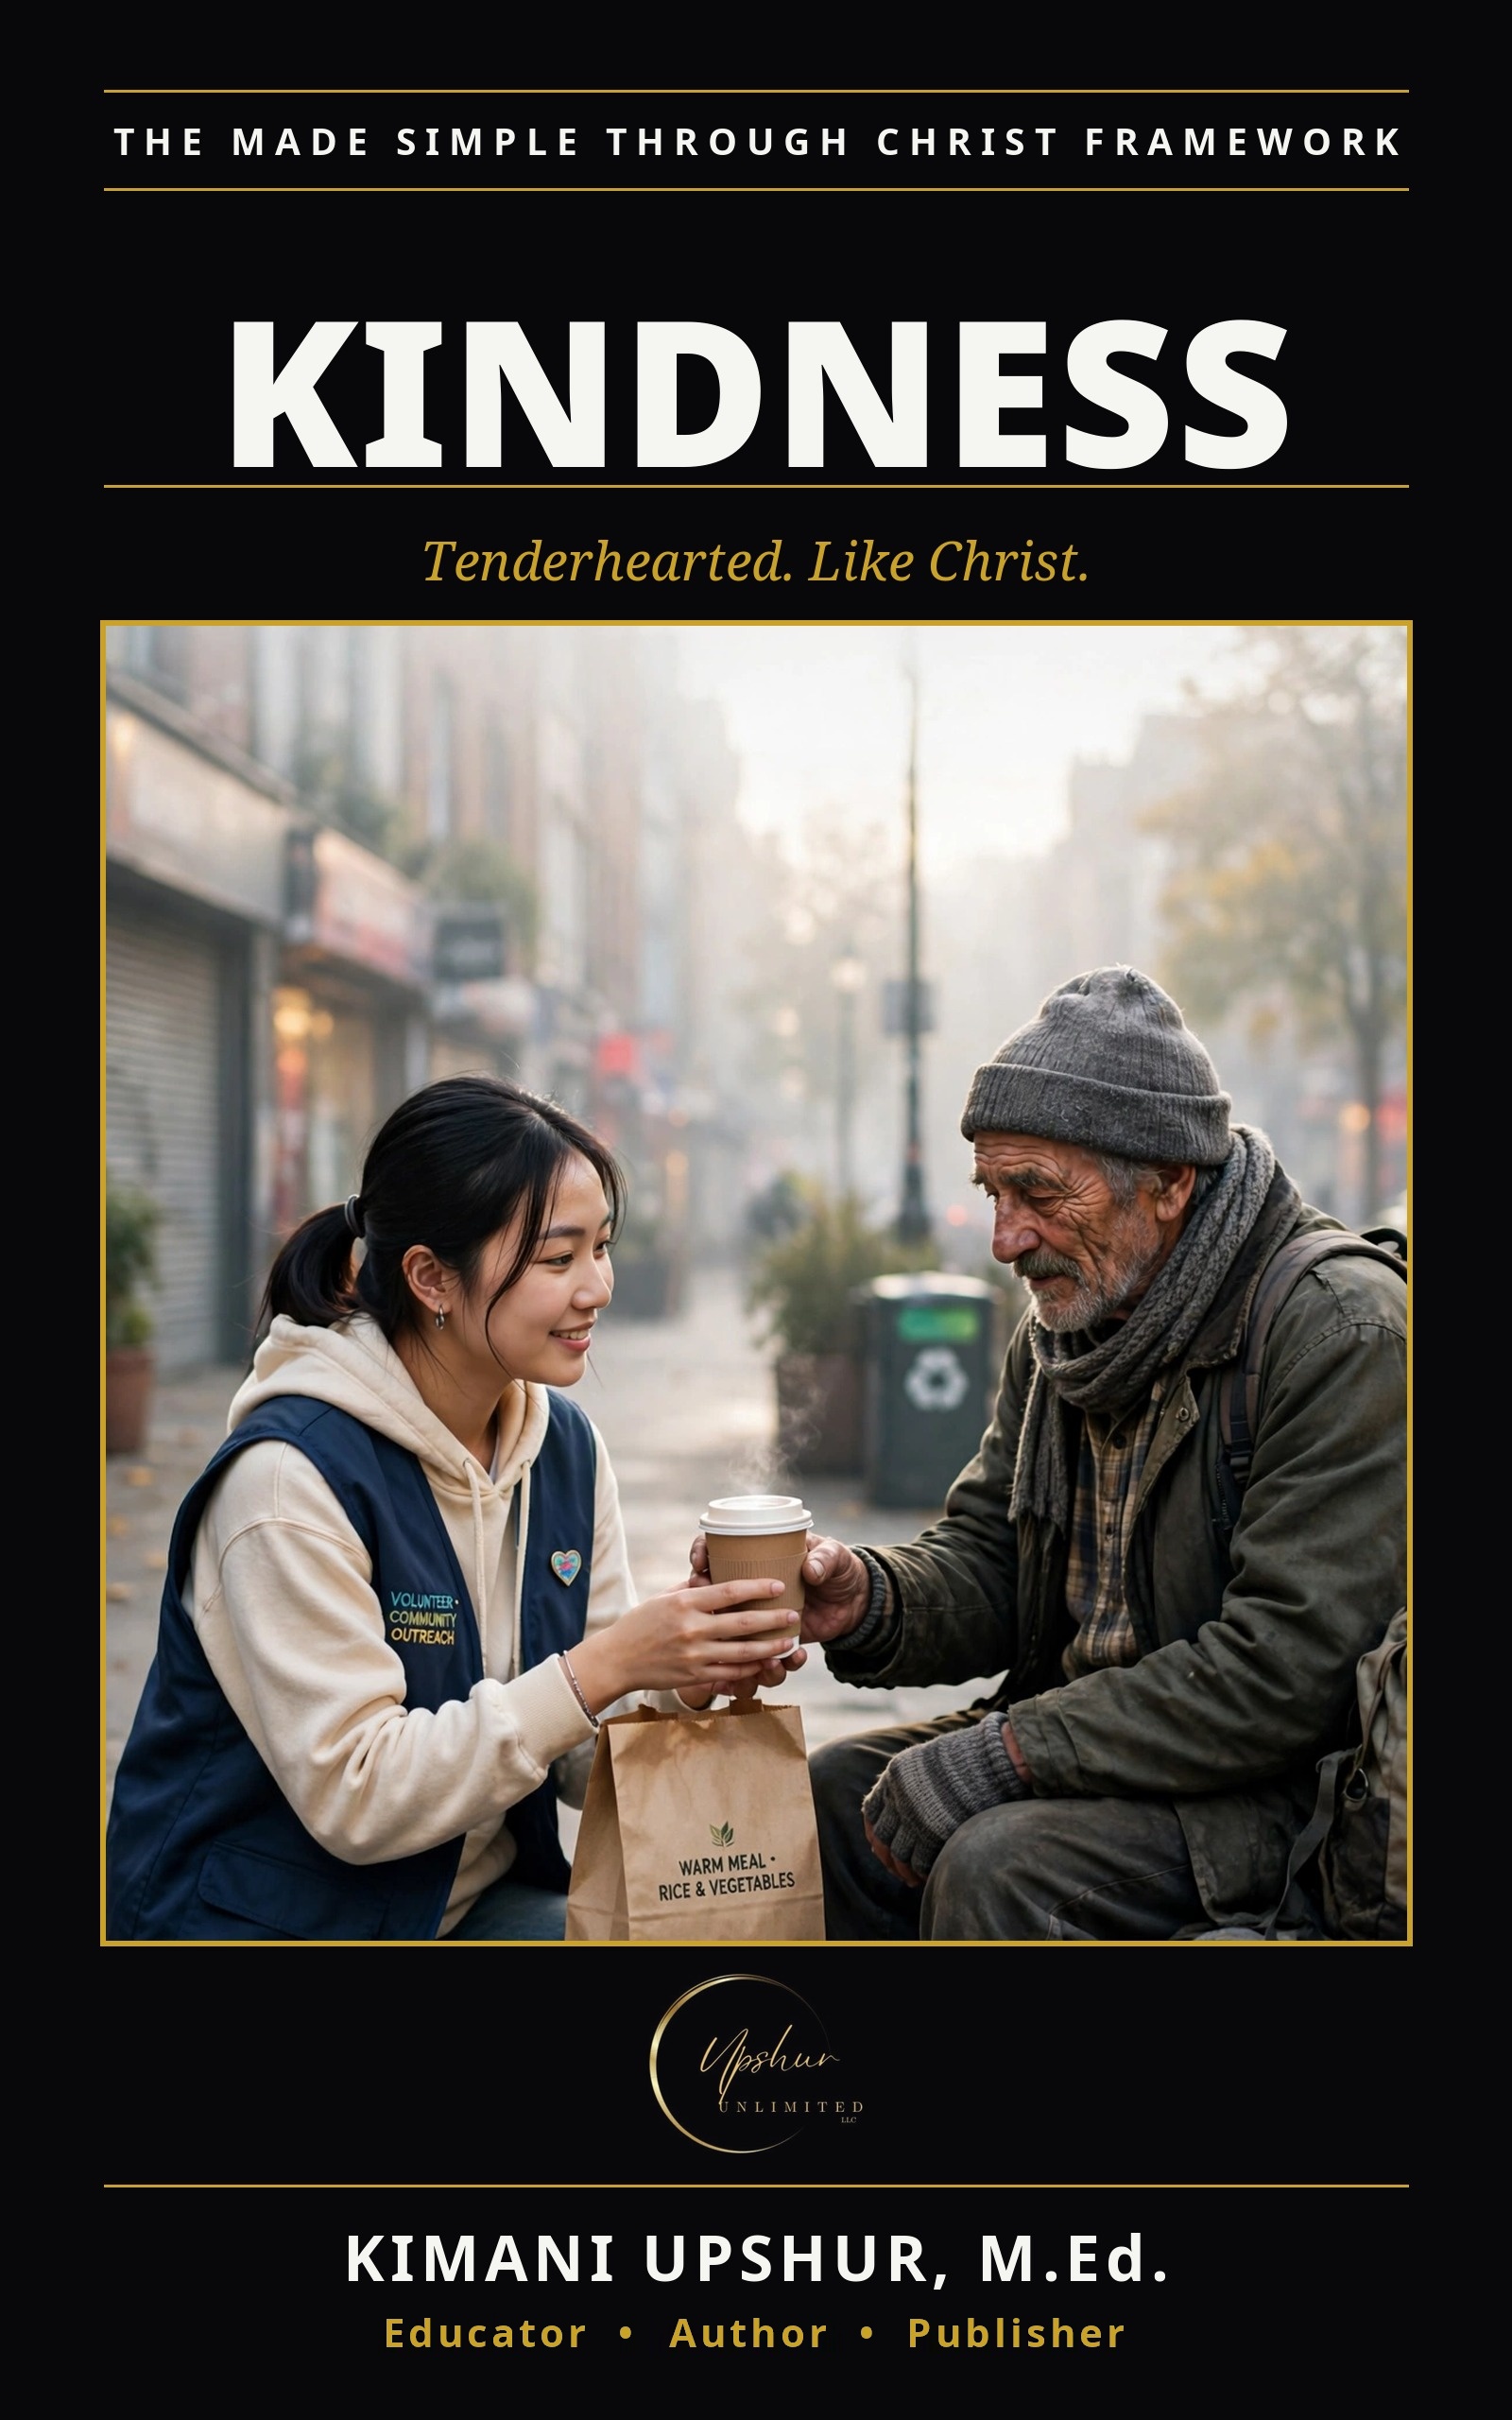 THE MADE SIMPLE THROUGH CHRIST FRAMEWORK
KINDNESS
Tenderhearted. Like Christ.
VOLUNTEER •
COMMUNITY
OUTREACH
WARM MEAL •
RICE & VEGETABLES
Upshur
UNLIMITED
LLC
KIMANI UPSHUR, M.Ed.
Educator • Author • Publisher